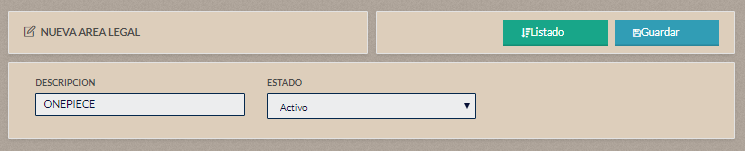 NUEVA AREA LEGAL
Listado
Guardar
DESCRIPCION
ESTADO
ONEPIECE
Activo